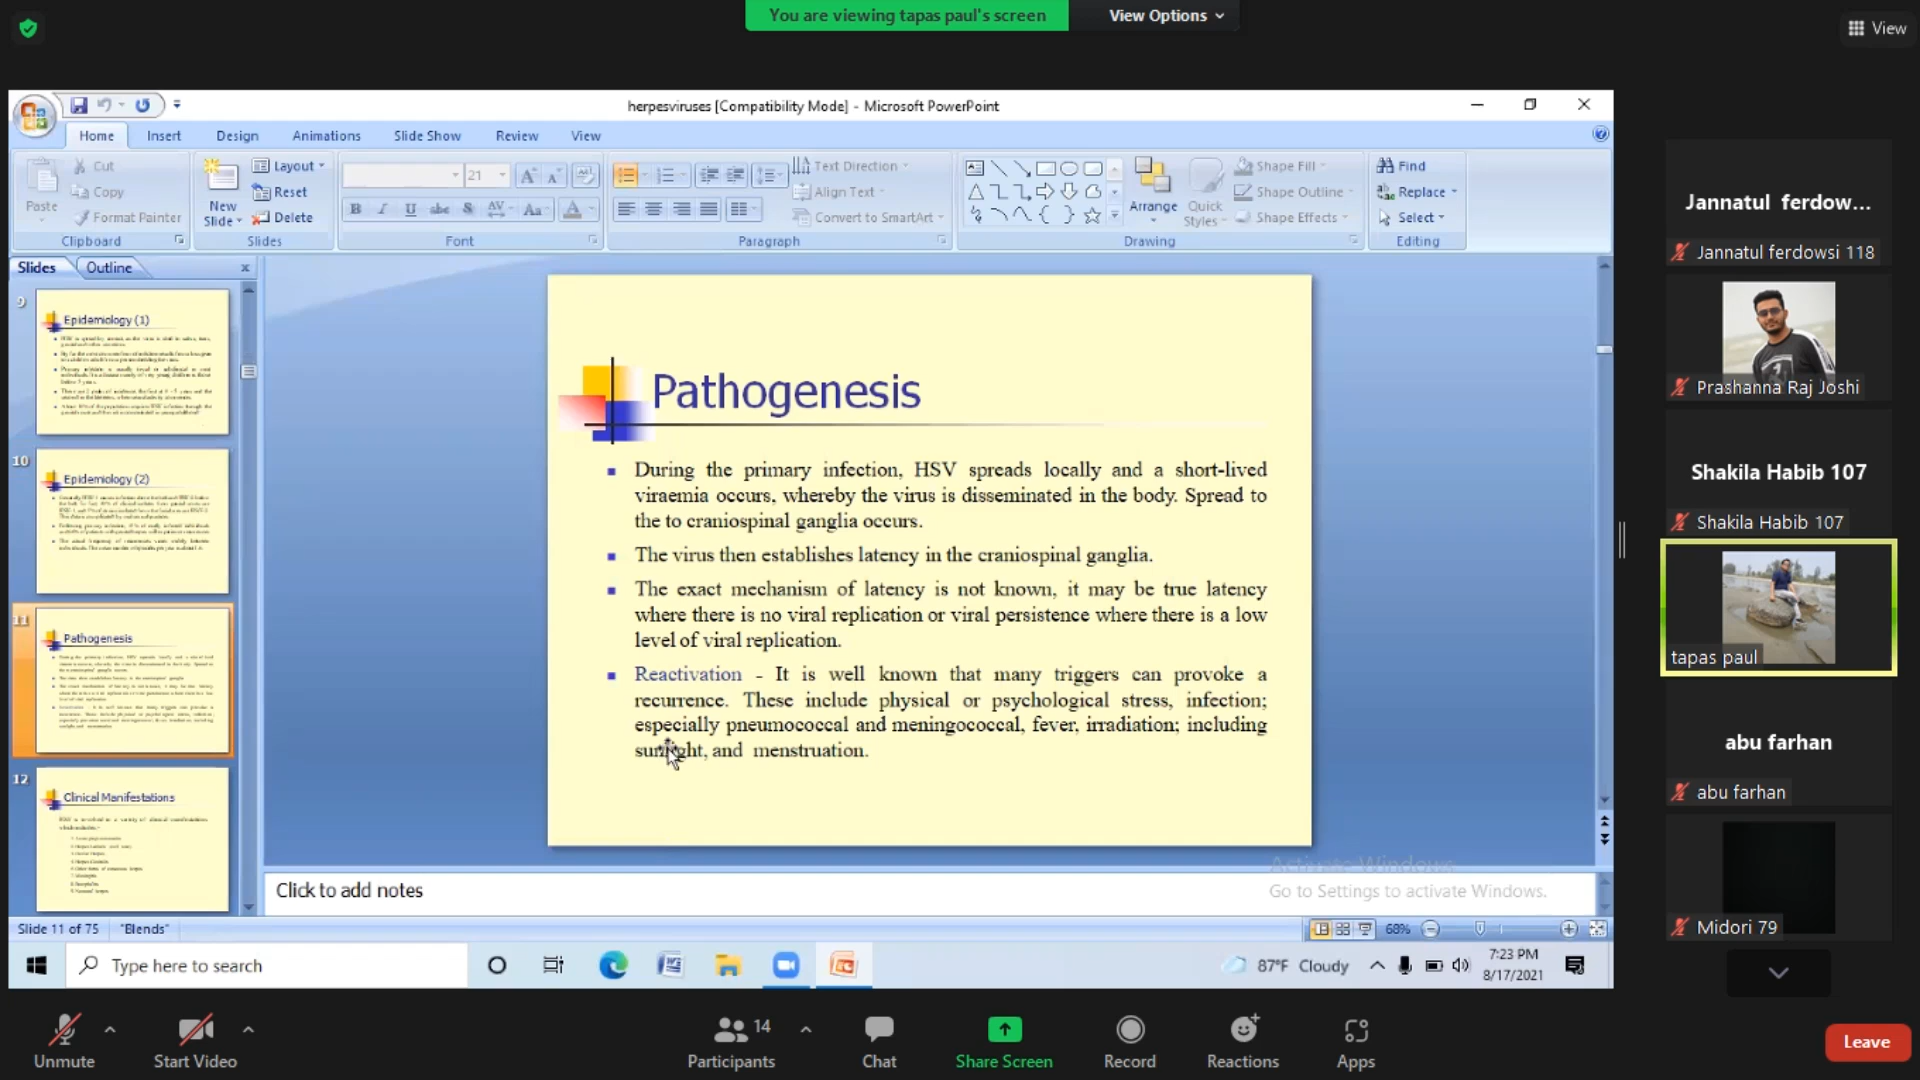 You are viewing tapas paul's screen
View Options
View
herpesviruses [Compatibility Mode] - Microsoft PowerPoint
Home Insert Design Animations Slide Show Review View
Paste
Cut
Copy
Format Painter
Clipboard
New Slide
Layout
Reset
Delete
Slides
21
B I U abc S AV Aa A
Font
Text Direction
Align Text
Convert to SmartArt
Paragraph
Arrange
Quick Styles
Shape Fill
Shape Outline
Shape Effects
Drawing
Find
Replace
Select
Editing
Slides Outline
9
Epidemiology (1)
10
Epidemiology (2)
11
Pathogenesis
12
Clinical Manifestations
Pathogenesis
During the primary infection, HSV spreads locally and a short-lived
viraemia occurs, whereby the virus is disseminated in the body. Spread to
the to craniospinal ganglia occurs.
The virus then establishes latency in the craniospinal ganglia.
The exact mechanism of latency is not known, it may be true latency
where there is no viral replication or viral persistence where there is a low
level of viral replication.
Reactivation - It is well known that many triggers can provoke a
recurrence. These include physical or psychological stress, infection;
especially pneumococcal and meningococcal, fever, irradiation; including
sunlight, and menstruation.
Click to add notes
Activate Windows
Go to Settings to activate Windows.
Slide 11 of 75 "Blends"
68%
Type here to search
87°F Cloudy
7:23 PM
8/17/2021
Jannatul ferdow...
Jannatul ferdowsi 118
Prashanna Raj Joshi
Shakila Habib 107
Shakila Habib 107
tapas paul
abu farhan
abu farhan
Midori 79
Unmute
Start Video
14
Participants
Chat
Share Screen
Record
Reactions
Apps
Leave